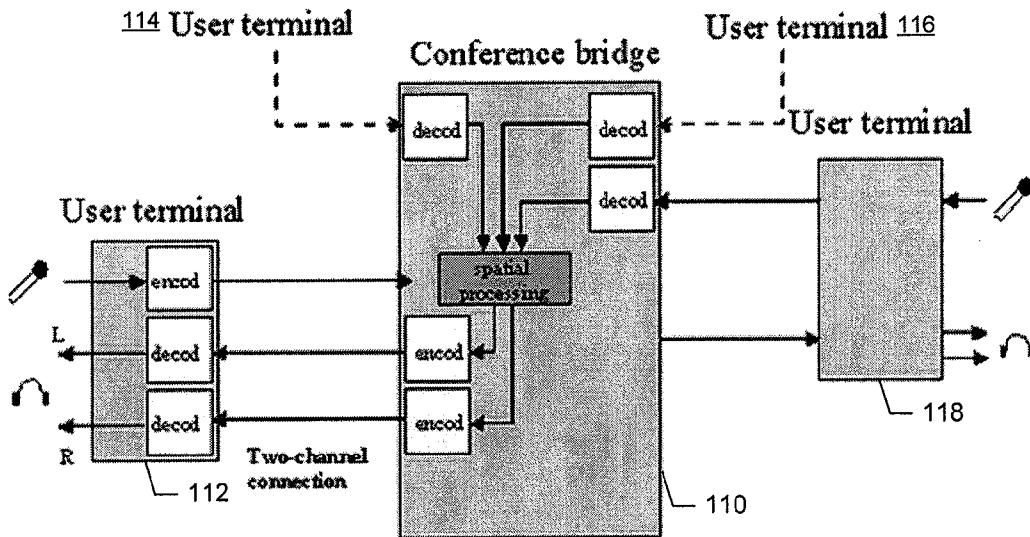 114 User terminal
User terminal 116
Conference bridge
User terminal
decod
decod
decod
User terminal
encod
spatial
processing
L
decod
encod
118
decod
encod
R
Two-channel
connection
112
110